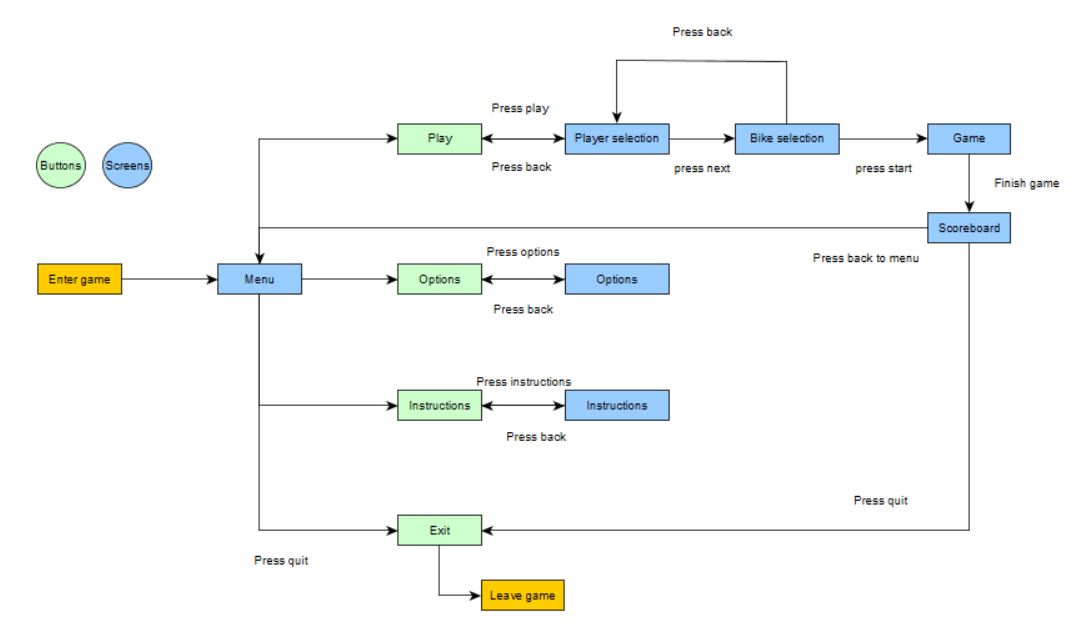 Press back
Press play
Play
Player selection
Bike selection
Game
Buttons
Screens
Press back
press next
press start
Finish game
Scoreboard
Press options
Press back to menu
Enter game
Menu
Options
Options
Press back
Press instructions
Instructions
Instructions
Press back
Press quit
Exit
Press quit
Leave game